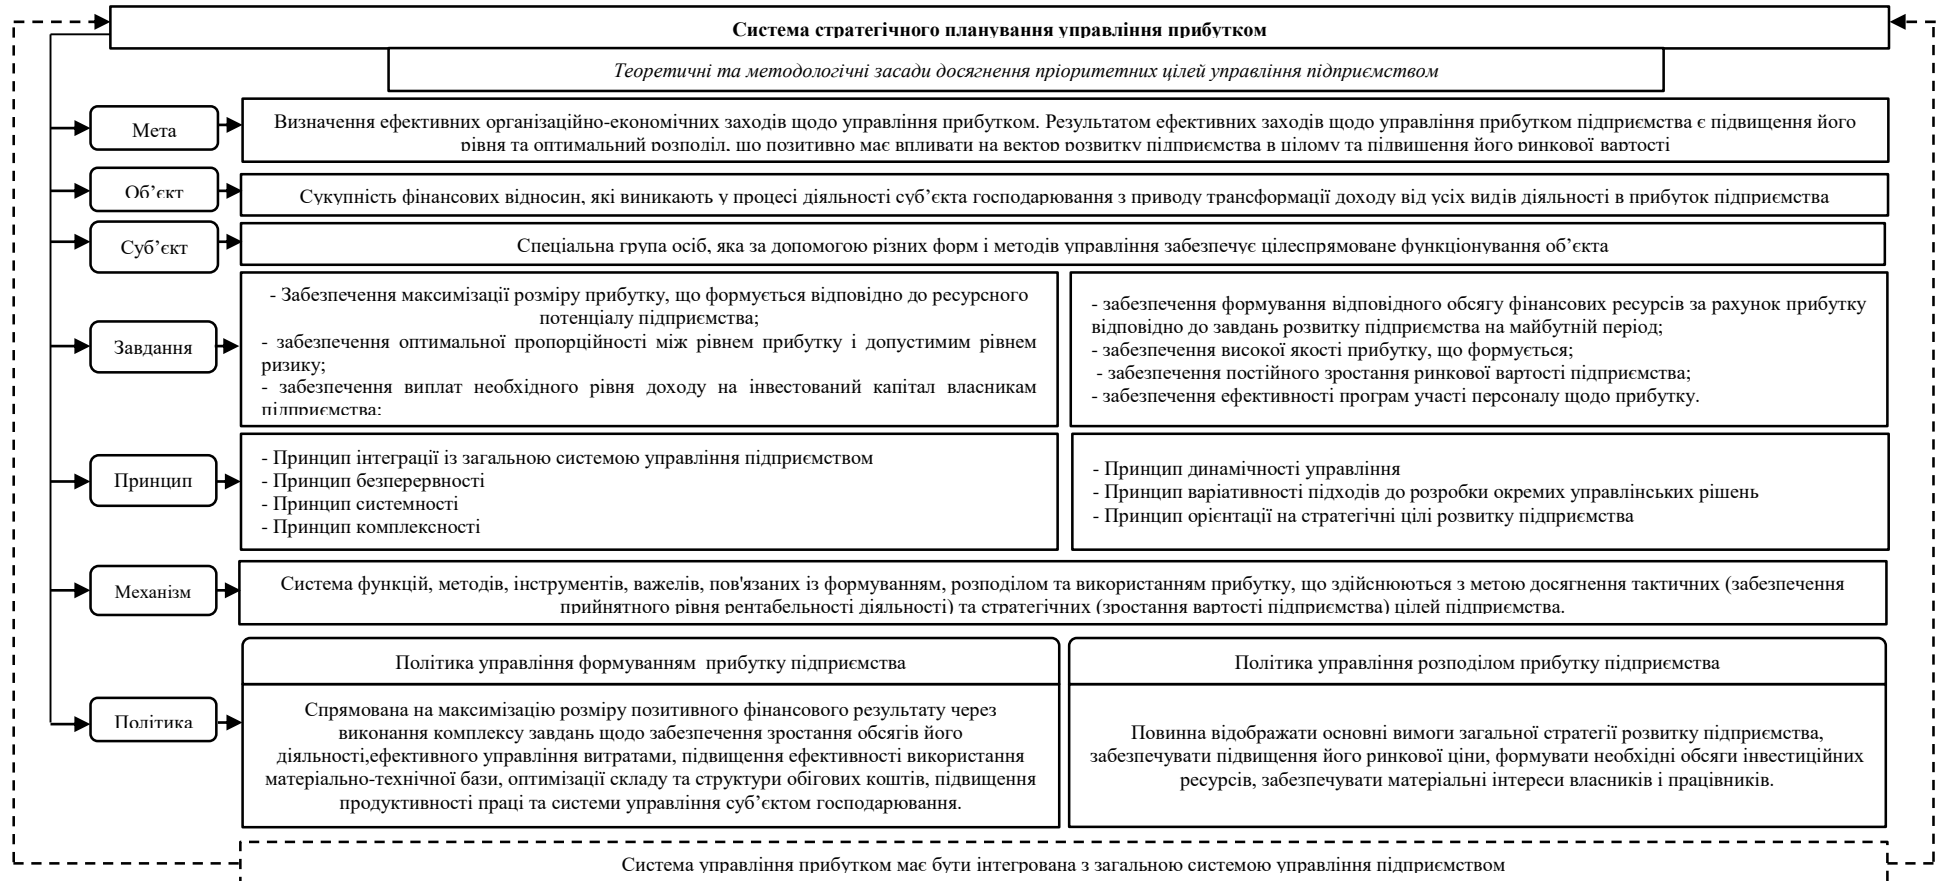 Система стратегічного планування управління прибутком
Теоретичні та методологічні засади досягнення пріоритетних цілей управління підприємством
Мета
Визначення ефективних організаційно-економічних заходів щодо управління прибутком. Результатом ефективних заходів щодо управління прибутком підприємства є підвищення його
рівня та оптимальний розподіл, що позитивно має впливати на вектор розвитку підприємства в цілому та підвищення його ринкової вартості
Об’єкт
Сукупність фінансових відносин, які виникають у процесі діяльності суб’єкта господарювання з приводу трансформації доходу від усіх видів діяльності в прибуток підприємства
Суб’єкт
Спеціальна група осіб, яка за допомогою різних форм і методів управління забезпечує цілеспрямоване функціонування об’єкта
Завдання
- Забезпечення максимізації розміру прибутку, що формується відповідно до ресурсного
потенціалу підприємства;
- забезпечення оптимальної пропорційності між рівнем прибутку і допустимим рівнем
ризику;
- забезпечення виплат необхідного рівня доходу на інвестований капітал власникам
підприємства;
- забезпечення формування відповідного обсягу фінансових ресурсів за рахунок прибутку
відповідно до завдань розвитку підприємства на майбутній період;
- забезпечення високої якості прибутку, що формується;
- забезпечення постійного зростання ринкової вартості підприємства;
- забезпечення ефективності програм участі персоналу щодо прибутку.
Принцип
- Принцип інтеграції із загальною системою управління підприємством
- Принцип безперервності
- Принцип системності
- Принцип комплексності
- Принцип динамічності управління
- Принцип варіативності підходів до розробки окремих управлінських рішень
- Принцип орієнтації на стратегічні цілі розвитку підприємства
Механізм
Система функцій, методів, інструментів, важелів, пов'язаних із формуванням, розподілом та використанням прибутку, що здійснюються з метою досягнення тактичних (забезпечення
прийнятного рівня рентабельності діяльності) та стратегічних (зростання вартості підприємства) цілей підприємства.
Політика
Політика управління формуванням прибутку підприємства
Спрямована на максимізацію розміру позитивного фінансового результату через
виконання комплексу завдань щодо забезпечення зростання обсягів його
діяльності,ефективного управління витратами, підвищення ефективності використання
матеріально-технічної бази, оптимізації складу та структури обігових коштів, підвищення
продуктивності праці та системи управління суб’єктом господарювання.
Політика управління розподілом прибутку підприємства
Повинна відображати основні вимоги загальної стратегії розвитку підприємства,
забезпечувати підвищення його ринкової ціни, формувати необхідні обсяги інвестиційних
ресурсів, забезпечувати матеріальні інтереси власників і працівників.
Система управління прибутком має бути інтегрована з загальною системою управління підприємством